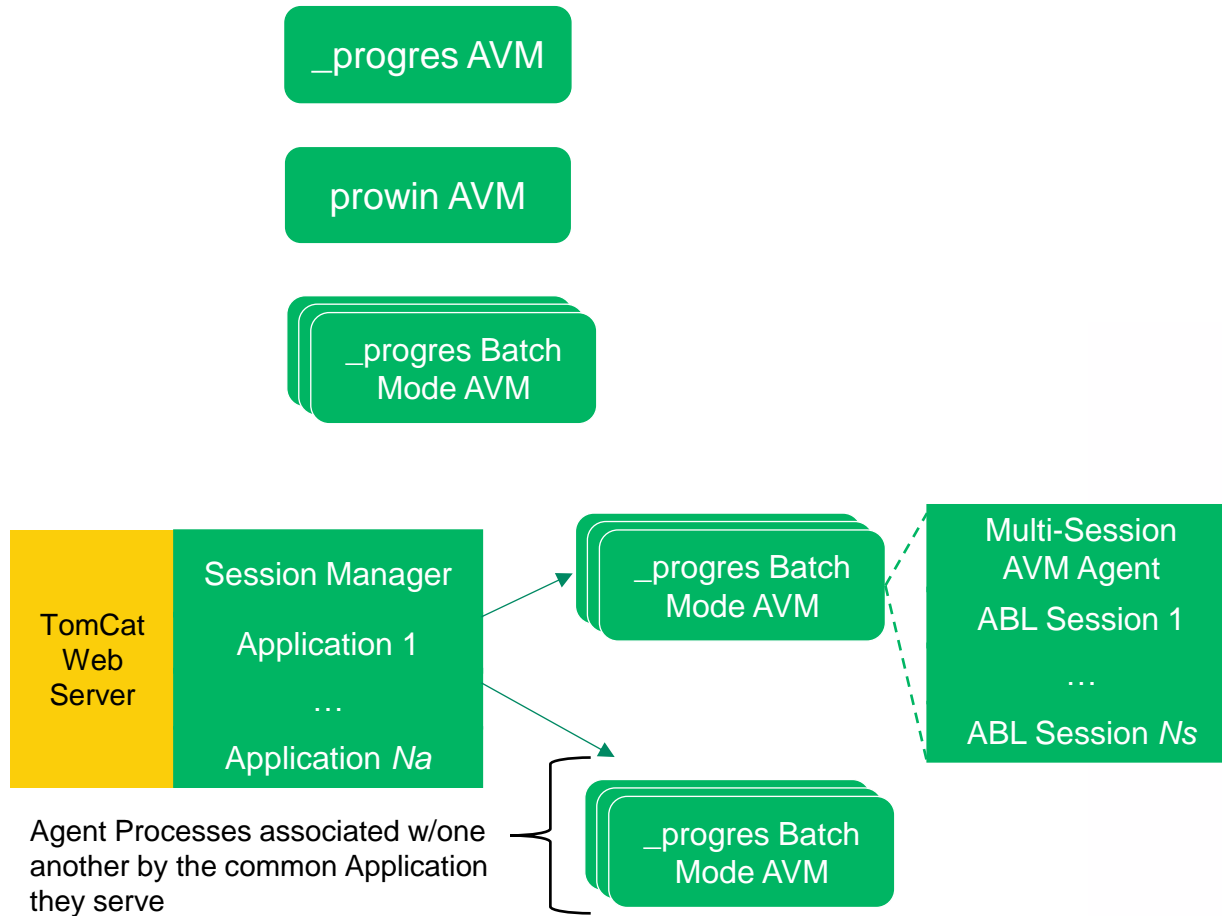 _progres AVM
prowin AVM
_progres Batch
Mode AVM
TomCat
Web
Server
Session Manager
Application 1
…
Application Na
_progres Batch
Mode AVM
Multi-Session
AVM Agent
ABL Session 1
…
ABL Session Ns
Agent Processes associated w/one
another by the common Application
they serve
_progres Batch
Mode AVM